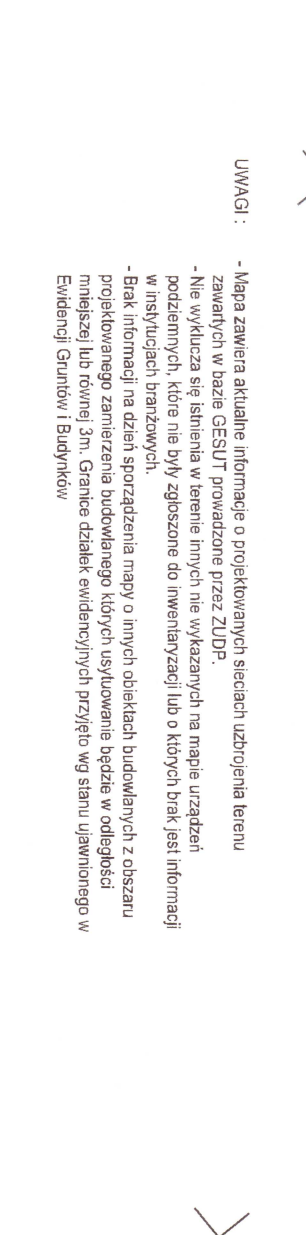 UWAGI : - Mapa zawiera aktualne informacje o projektowanych sieciach uzbrojenia terenu
zawartych w bazie GESUT prowadzone przez ZUDP.
- Nie wyklucza się istnienia w terenie innych nie wykazanych na mapie urządzeń
podziemnych, które nie były zgłoszone do inwentaryzacji lub o których brak jest informacji
w instytucjach branżowych.
- Brak informacji na dzień sporządzenia mapy o innych obiektach budowlanych z obszaru
projektowanego zamierzenia budowlanego których usytuowanie będzie w odległości
mniejszej lub równej 3m. Granice działek ewidencyjnych przyjęto wg stanu ujawnionego w
Ewidencji Gruntów i Budynków